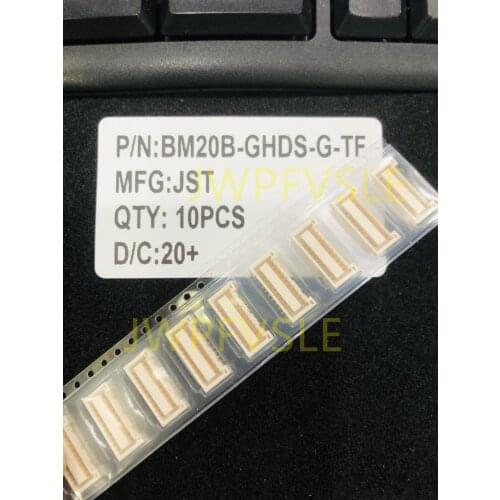 P/N:BM20B-GHDS-G-TF
MFG:JST
JWPFVSLE
QTY: 10PCS
D/C:20+
JWPFVSLE